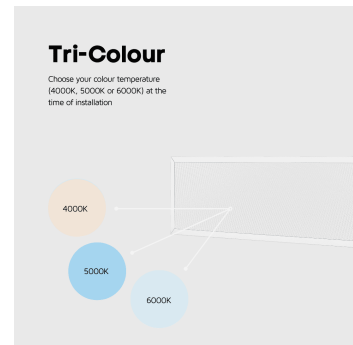 Tri-Colour
Choose your colour temperature
(4000K, 5000K or 6000K) at the
time of installation
4000K
5000K
6000K